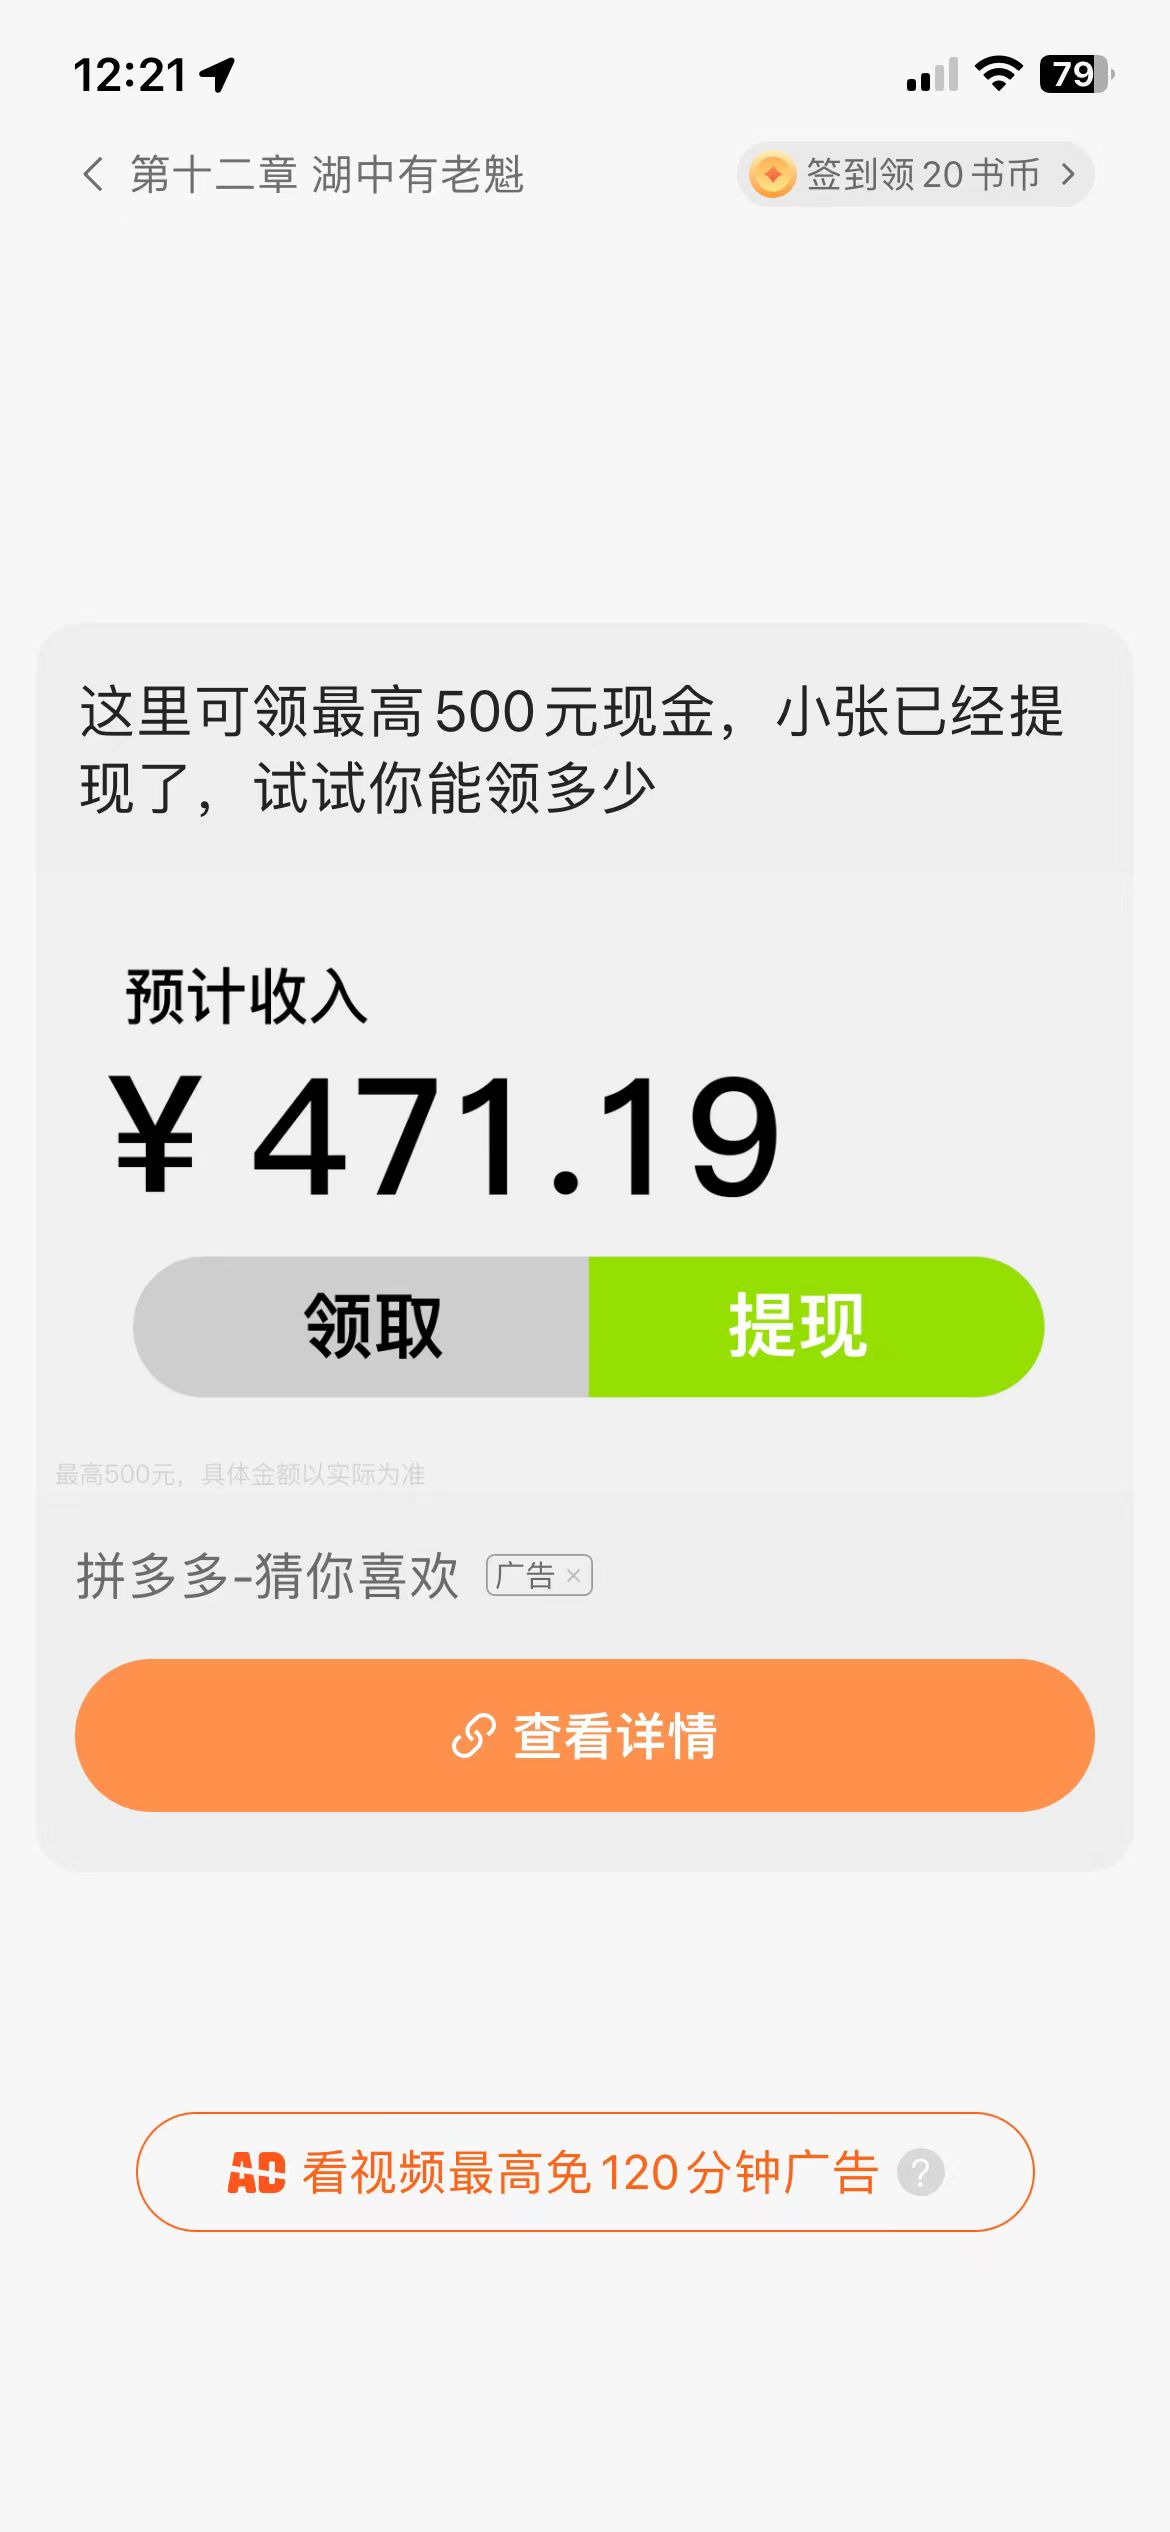 12:21
79
第十二章 湖中有老魁
签到领20书币
这里可领最高500元现金，小张已经提
现了，试试你能领多少
预计收入
¥ 471.19
领取
提现
最高500元，具体金额以实际为准
拼多多-猜你喜欢
广告 ×
查看详情
AD 看视频最高免120分钟广告 ?